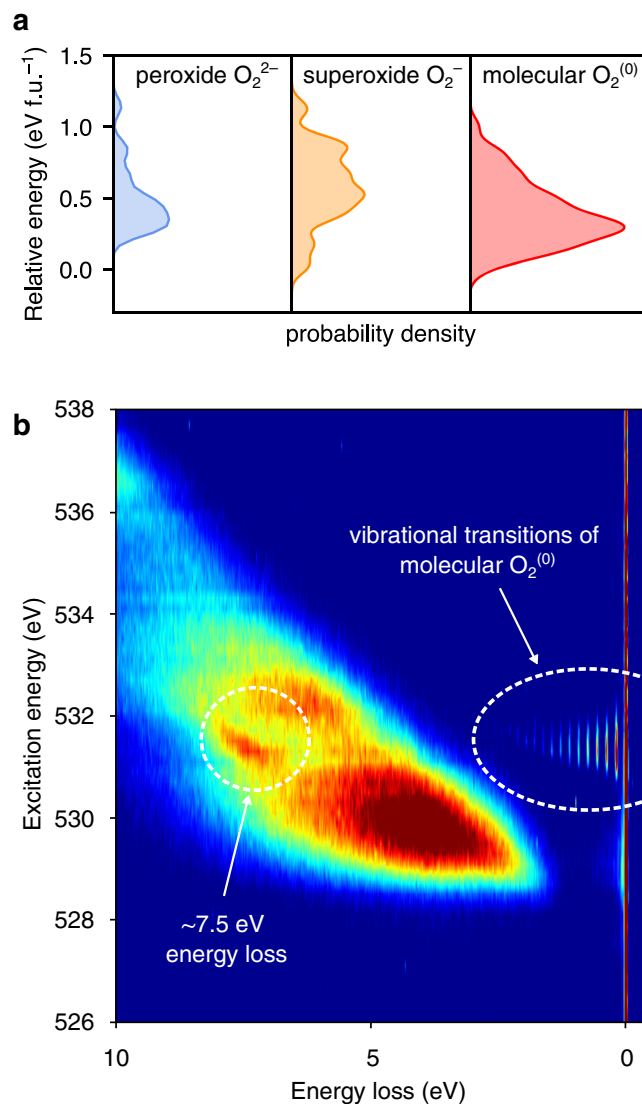 a
peroxide O₂²⁻
superoxide O₂⁻
molecular O₂⁽⁰⁾
Relative energy (eV f.u.⁻¹)
1.5
1.0
0.5
0.0
probability density
b
Excitation energy (eV)
538
536
534
532
530
528
526
vibrational transitions of
molecular O₂⁽⁰⁾
~7.5 eV
energy loss
10
5
0
Energy loss (eV)